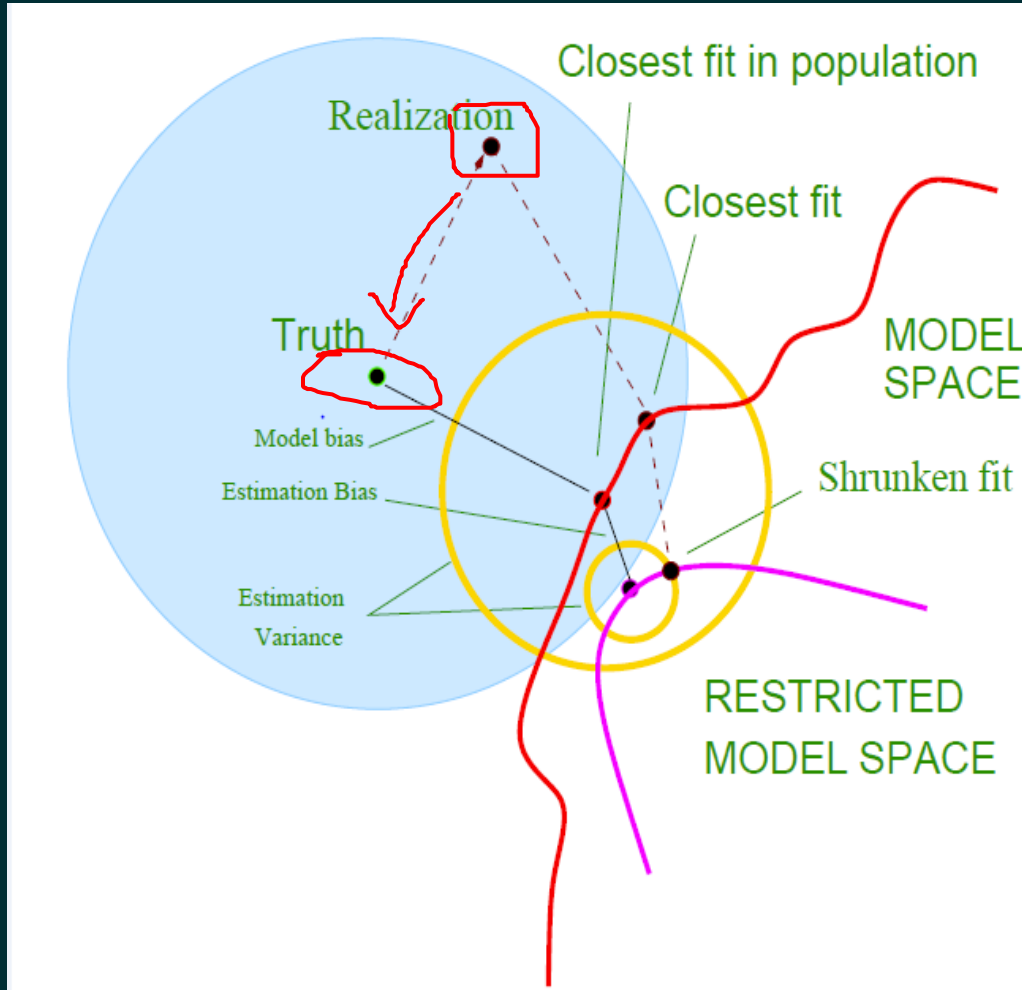 Closest fit in population
Realization
Closest fit
Truth
MODEL
SPACE
Model bias
Shrunken fit
Estimation Bias
Estimation
Variance
RESTRICTED
MODEL SPACE